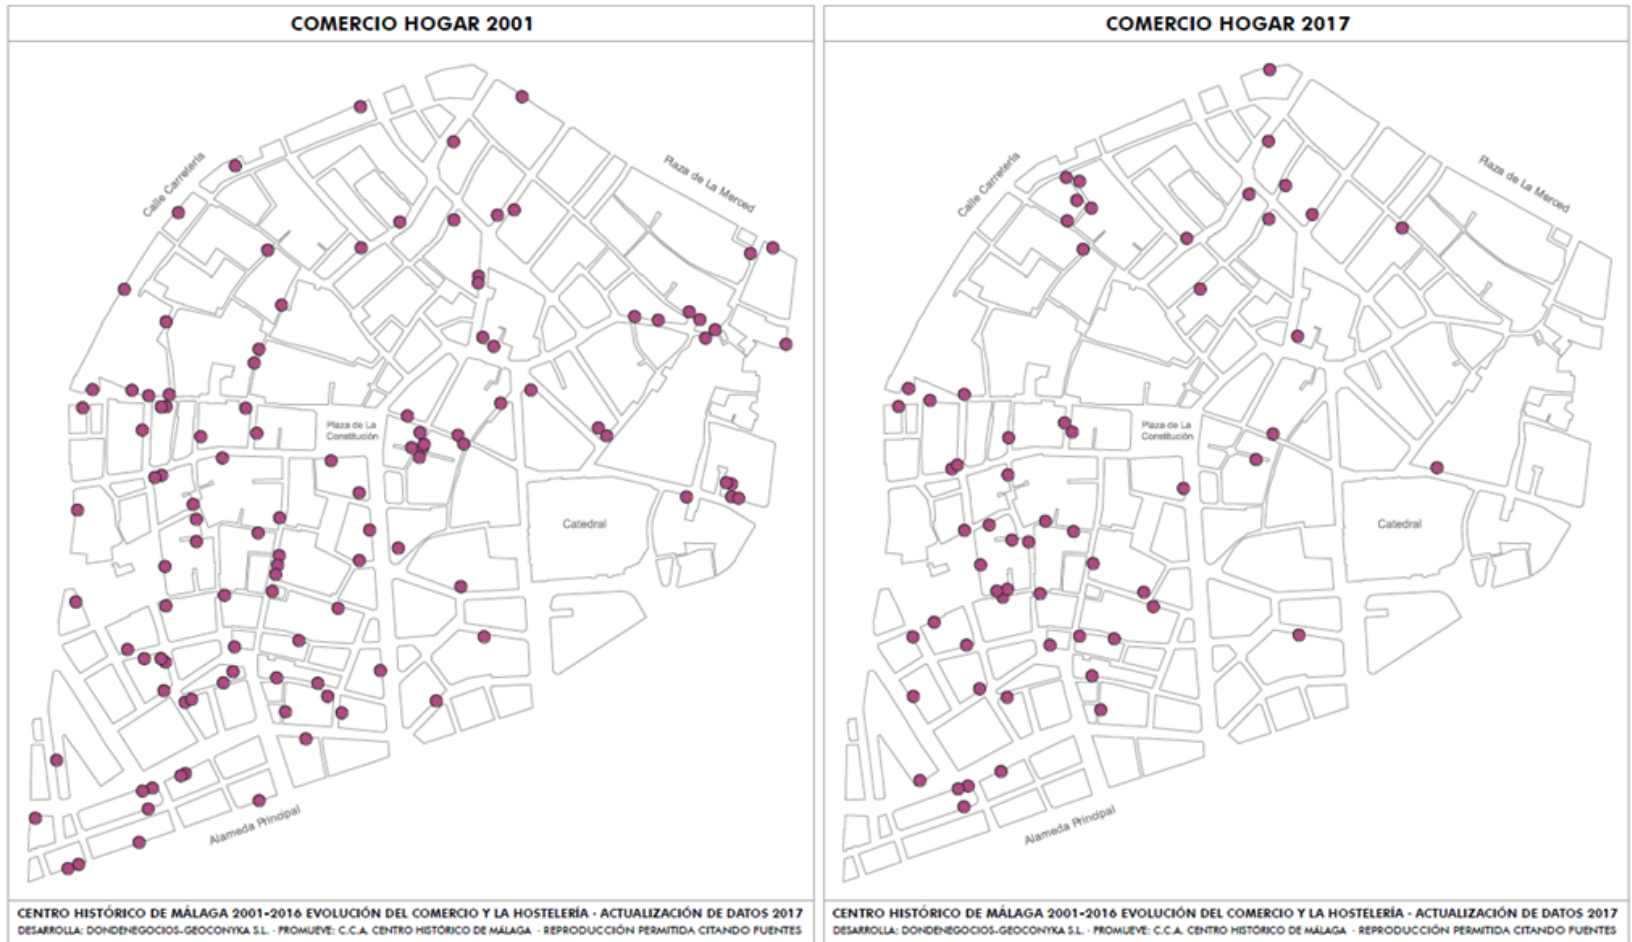 COMERCIO HOGAR 2001
Calle Carretería
Plaza de La Merced
Plaza de La
Constitución
Catedral
Alameda Principal
CENTRO HISTÓRICO DE MÁLAGA 2001-2016 EVOLUCIÓN DEL COMERCIO Y LA HOSTELERÍA · ACTUALIZACIÓN DE DATOS 2017
DESARROLLA: DONDENEGOCIOS-GEOCONYKA S.L. · PROMUEVE: C.C.A. CENTRO HISTÓRICO DE MÁLAGA · REPRODUCCIÓN PERMITIDA CITANDO FUENTES
COMERCIO HOGAR 2017
Calle Carretería
Plaza de La Merced
Plaza de La
Constitución
Catedral
Alameda Principal
CENTRO HISTÓRICO DE MÁLAGA 2001-2016 EVOLUCIÓN DEL COMERCIO Y LA HOSTELERÍA · ACTUALIZACIÓN DE DATOS 2017
DESARROLLA: DONDENEGOCIOS-GEOCONYKA S.L. · PROMUEVE: C.C.A. CENTRO HISTÓRICO DE MÁLAGA · REPRODUCCIÓN PERMITIDA CITANDO FUENTES